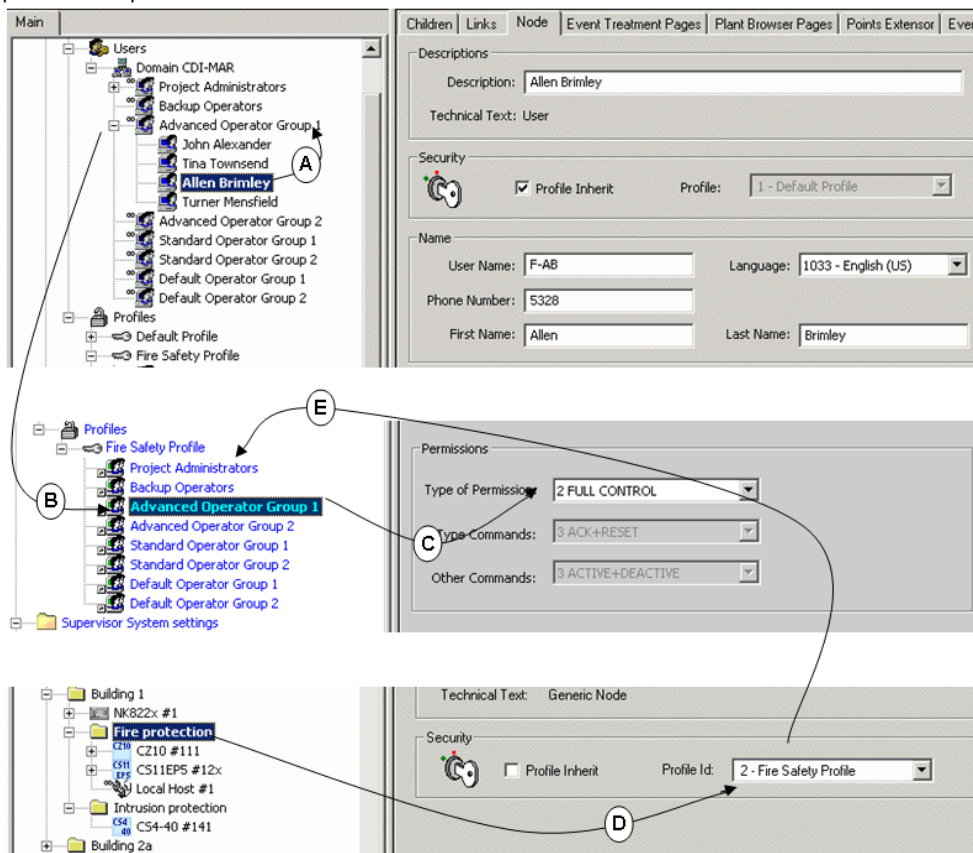 Main
Users
Domain CDI-MAR
Project Administrators
Backup Operators
Advanced Operator Group 1
John Alexander
Tina Townsend
Allen Brimley
Turner Mensfield
Advanced Operator Group 2
Standard Operator Group 1
Standard Operator Group 2
Default Operator Group 1
Default Operator Group 2
Profiles
Default Profile
Fire Safety Profile
A
B
Children Links Node Event Treatment Pages Plant Browser Pages Points Extensor
Descriptions
Description: Allen Brimley
Technical Text: User
Security
Profile Inherit Profile: 1 - Default Profile
Name
User Name: F-AB Language: 1033 - English (US)
Phone Number: 5328
First Name: Allen Last Name: Brimley
E
Profiles
Fire Safety Profile
Project Administrators
Backup Operators
Advanced Operator Group 1
Advanced Operator Group 2
Standard Operator Group 1
Standard Operator Group 2
Default Operator Group 1
Default Operator Group 2
Supervisor System settings
C
Permissions
Type of Permission: 2 FULL CONTROL
Type Commands: 3 ACK+RESET
Other Commands: 3 ACTIVE+DEACTIVE
Building 1
NK822x #1
Fire protection
CZ10 CZ10 #111
CS11 EP5 CS11EP5 #12x
Local Host #1
Intrusion protection
CS4 40 CS4-40 #141
Building 2a
Technical Text: Generic Node
Security
Profile Inherit Profile Id: 2 - Fire Safety Profile
D